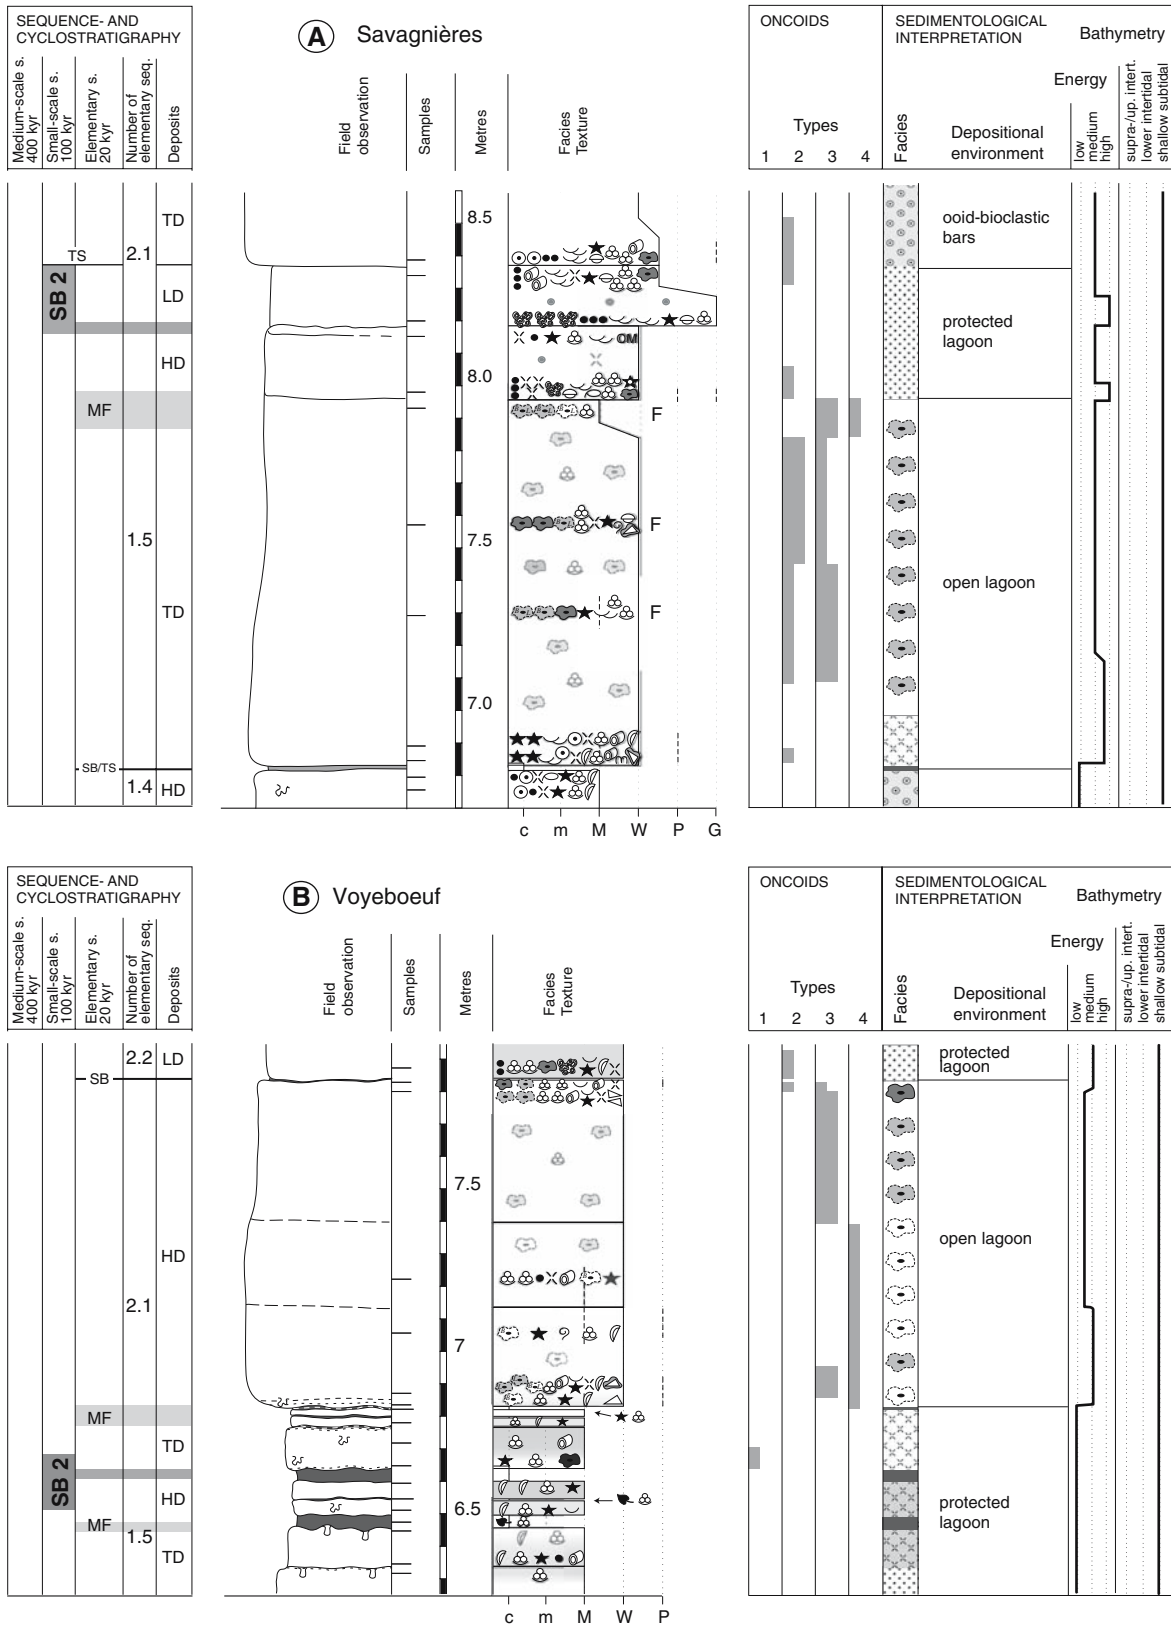 SEQUENCE- AND
CYCLOSTRATIGRAPHY
Medium-scale s.
400 kyr
Small-scale s.
100 kyr
Elementary s.
20 kyr
Number of
elementary seq.
Deposits
A Savagnières
Field
observation
Samples
Metres
Facies
Texture
ONCOIDS
Types
1 2 3 4
SEDIMENTOLOGICAL
INTERPRETATION
Bathymetry
Energy
Facies
Depositional
environment
low
medium
high
supra-/up. intert.
lower intertidal
shallow subtidal
TD
TS
2.1
SB 2
LD
HD
MF
1.5
TD
SB/TS
1.4
HD
8.5
8.0
7.5
7.0
OM
F
F
F
m
c m M W P G
ooid-bioclastic
bars
protected
lagoon
open lagoon
SEQUENCE- AND
CYCLOSTRATIGRAPHY
Medium-scale s.
400 kyr
Small-scale s.
100 kyr
Elementary s.
20 kyr
Number of
elementary seq.
Deposits
B Voyeboeuf
Field
observation
Samples
Metres
Facies
Texture
ONCOIDS
Types
1 2 3 4
SEDIMENTOLOGICAL
INTERPRETATION
Bathymetry
Energy
Facies
Depositional
environment
low
medium
high
supra-/up. intert.
lower intertidal
shallow subtidal
2.2
LD
SB
HD
2.1
MF
TD
SB 2
HD
MF
1.5
TD
7.5
7
6.5
c m M W P
protected
lagoon
open lagoon
protected
lagoon